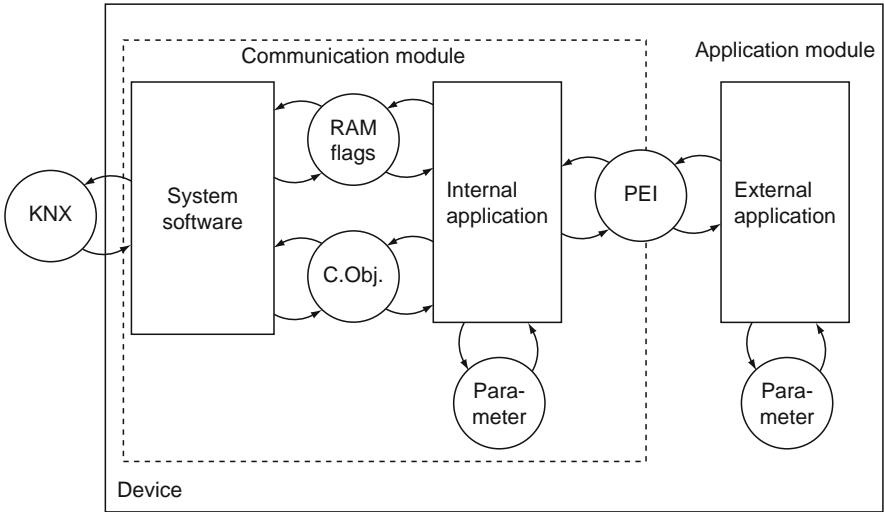 Communication module
Application module
RAM
flags
KNX
System
software
Internal
application
PEI
External
application
C.Obj.
Para-
meter
Para-
meter
Device